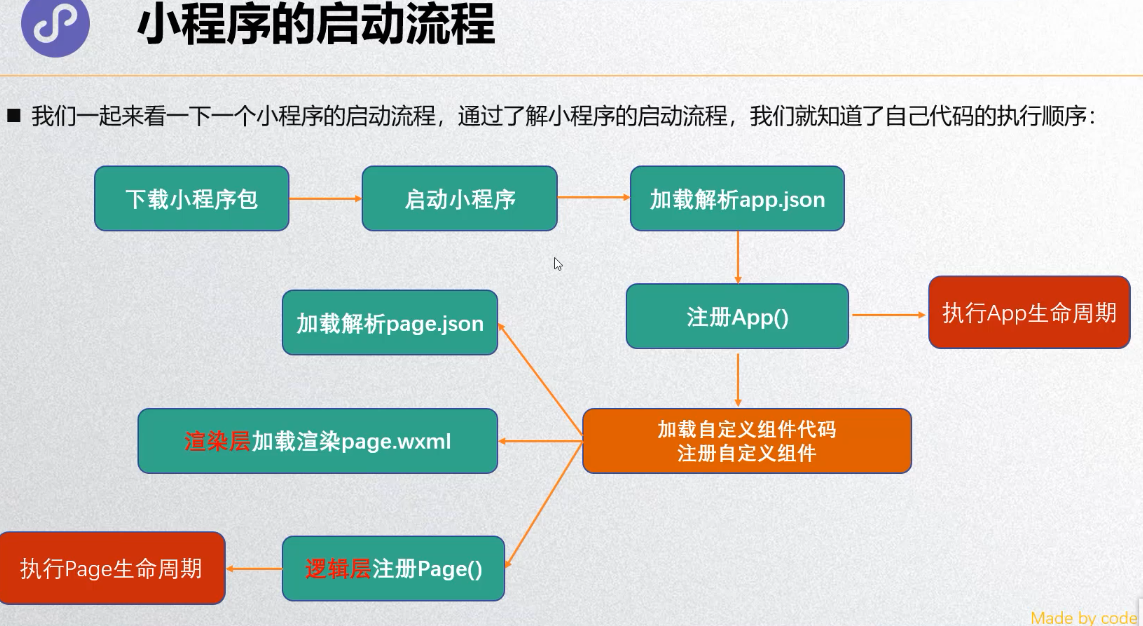 小程序的启动流程
■ 我们一起来看一下一个小程序的启动流程，通过了解小程序的启动流程，我们就知道了自己代码的执行顺序：
下载小程序包
启动小程序
加载解析app.json
注册App()
执行App生命周期
加载自定义组件代码
注册自定义组件
加载解析page.json
渲染层加载渲染page.wxml
逻辑层注册Page()
执行Page生命周期
Made by code